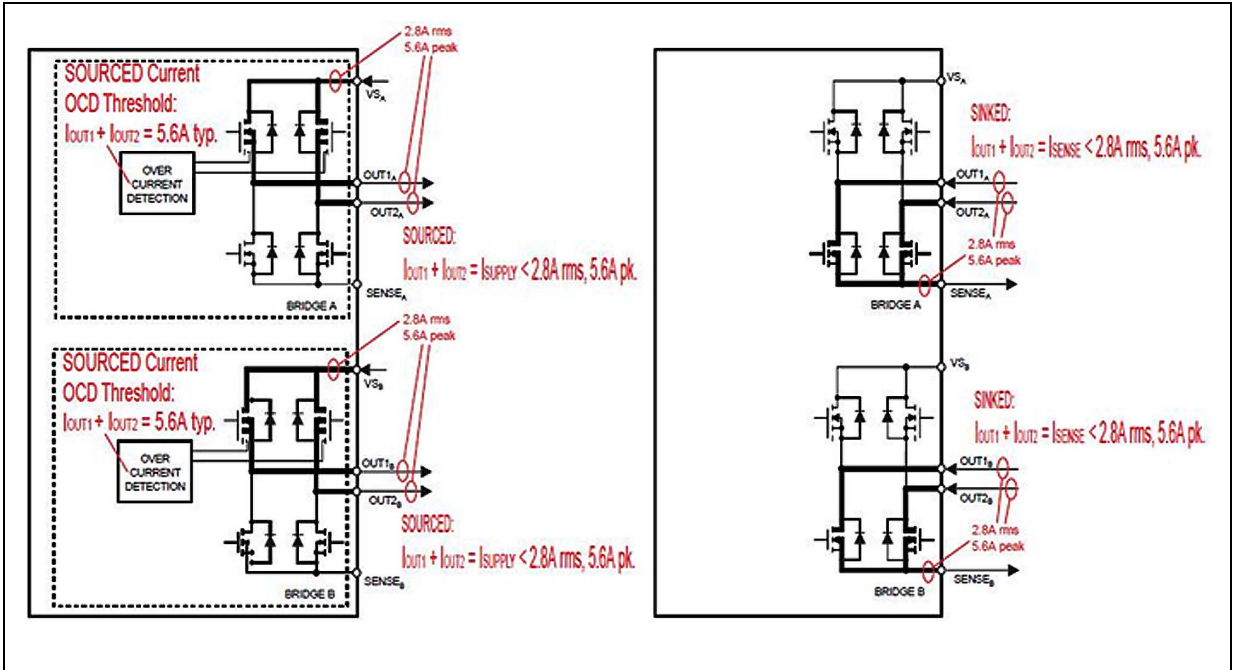 2.8A rms
5.6A peak
SOURCED Current
OCD Threshold:
IOUT1 + IOUT2 = 5.6A typ.
OVER
CURRENT
DETECTION
VSA
OUT1A
OUT2A
SOURCED:
IOUT1 + IOUT2 = ISUPPLY < 2.8A rms, 5.6A pk.
SENSEA
BRIDGE A
2.8A rms
5.6A peak
SOURCED Current
OCD Threshold:
IOUT1 + IOUT2 = 5.6A typ.
OVER
CURRENT
DETECTION
VSB
OUT1B
OUT2B
SOURCED:
IOUT1 + IOUT2 = ISUPPLY < 2.8A rms, 5.6A pk.
SENSEB
BRIDGE B
VSA
SINKED:
IOUT1 + IOUT2 = ISENSE < 2.8A rms, 5.6A pk.
OUT1A
OUT2A
2.8A rms
5.6A peak
SENSEA
BRIDGE A
VSB
SINKED:
IOUT1 + IOUT2 = ISENSE < 2.8A rms, 5.6A pk.
OUT1B
OUT2B
2.8A rms
5.6A peak
SENSEB
BRIDGE B